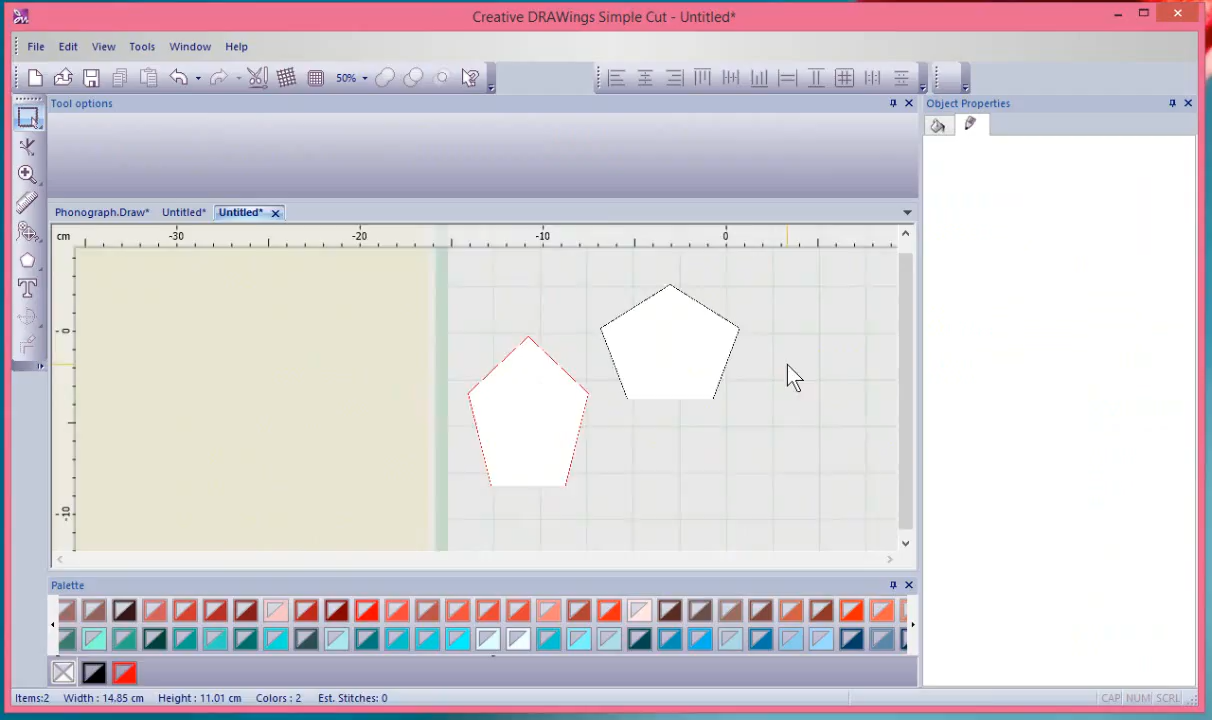 Creative DRAWings Simple Cut - Untitled*
File Edit View Tools Window Help
50%
Tool options
Object Properties
Phonograph.Draw* Untitled* Untitled*
cm -30 -20 -10 0
0
-10
Palette
Items:2 Width : 14.85 cm Height : 11.01 cm Colors : 2 Est. Stitches: 0 CAP NUM SCRL